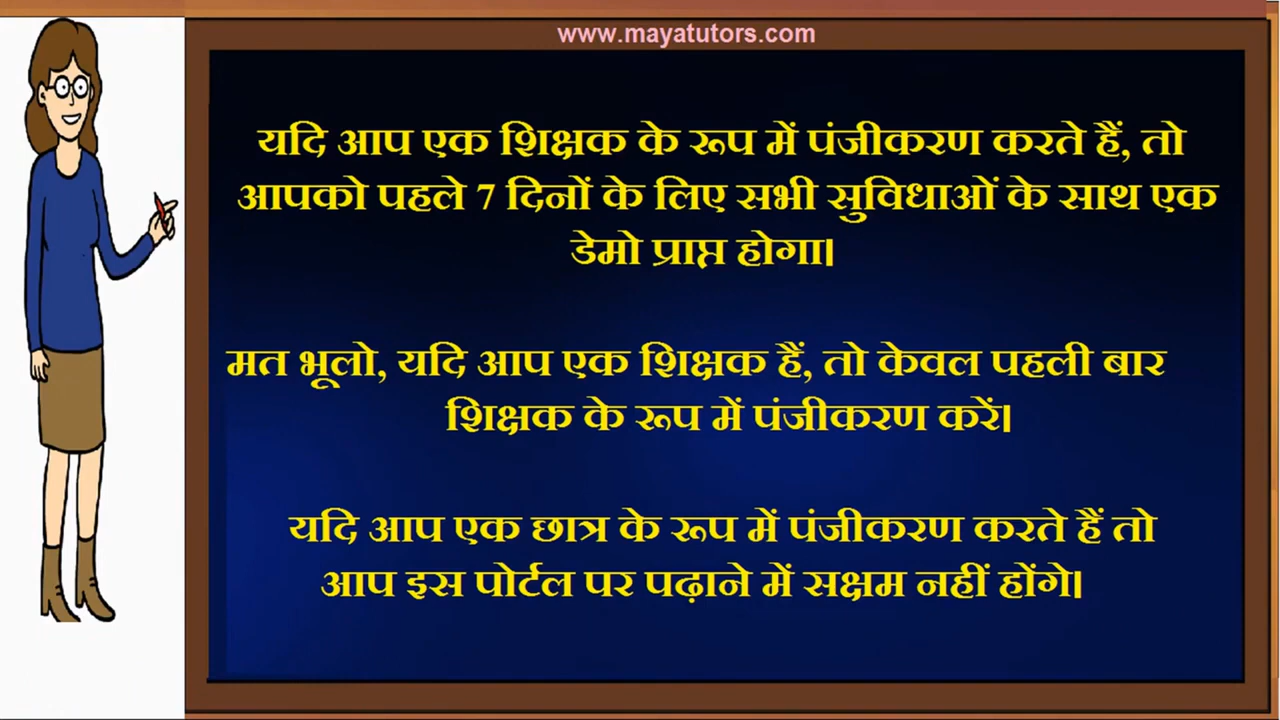 www.mayatutors.com
यदि आप एक शिक्षक के रूप में पंजीकरण करते हैं, तो
आपको पहले 7 दिनों के लिए सभी सुविधाओं के साथ एक
डेमो प्राप्त होगा।
मत भूलो, यदि आप एक शिक्षक हैं, तो केवल पहली बार
शिक्षक के रूप में पंजीकरण करें।
यदि आप एक छात्र के रूप में पंजीकरण करते हैं तो
आप इस पोर्टल पर पढ़ाने में सक्षम नहीं होंगे।